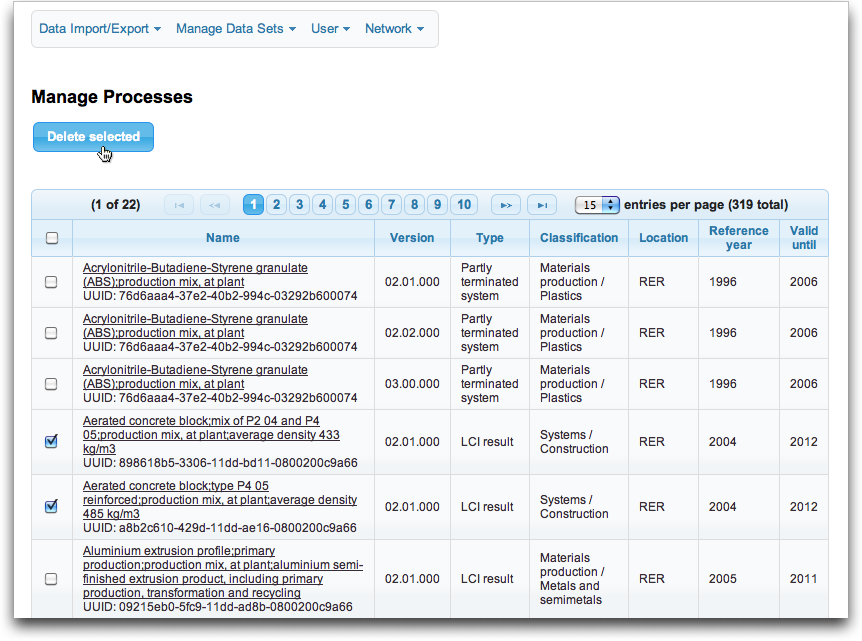 Data Import/Export Manage Data Sets User Network
Manage Processes
Delete selected
(1 of 22) 1 2 3 4 5 6 7 8 9 10 15 entries per page (319 total)
Name Version Type Classification Location Reference year Valid until
Acrylonitrile-Butadiene-Styrene granulate
(ABS);production mix, at plant
UUID: 76d6aaa4-37e2-40b2-994c-03292b600074
02.01.000
Partly
terminated
system
Materials
production /
Plastics
RER
1996
2006
Acrylonitrile-Butadiene-Styrene granulate
(ABS);production mix, at plant
UUID: 76d6aaa4-37e2-40b2-994c-03292b600074
02.02.000
Partly
terminated
system
Materials
production /
Plastics
RER
1996
2006
Acrylonitrile-Butadiene-Styrene granulate
(ABS);production mix, at plant
UUID: 76d6aaa4-37e2-40b2-994c-03292b600074
03.00.000
Partly
terminated
system
Materials
production /
Plastics
RER
1996
2006
Aerated concrete block;mix of P2 04 and P4
05;production mix, at plant;average density 433
kg/m3
UUID: 898618b5-3306-11dd-bd11-0800200c9a66
02.01.000
LCI result
Systems /
Construction
RER
2004
2012
Aerated concrete block;type P4 05
reinforced;production mix, at plant;average density
485 kg/m3
UUID: a8b2c610-429d-11dd-ae16-0800200c9a66
02.01.000
LCI result
Systems /
Construction
RER
2004
2012
Aluminium extrusion profile;primary
production;production mix, at plant;aluminium semi-
finished extrusion product, including primary
production, transformation and recycling
UUID: 09215eb0-5fc9-11dd-ad8b-0800200c9a66
02.01.000
LCI result
Materials
production /
Metals and
semimetals
RER
2005
2011